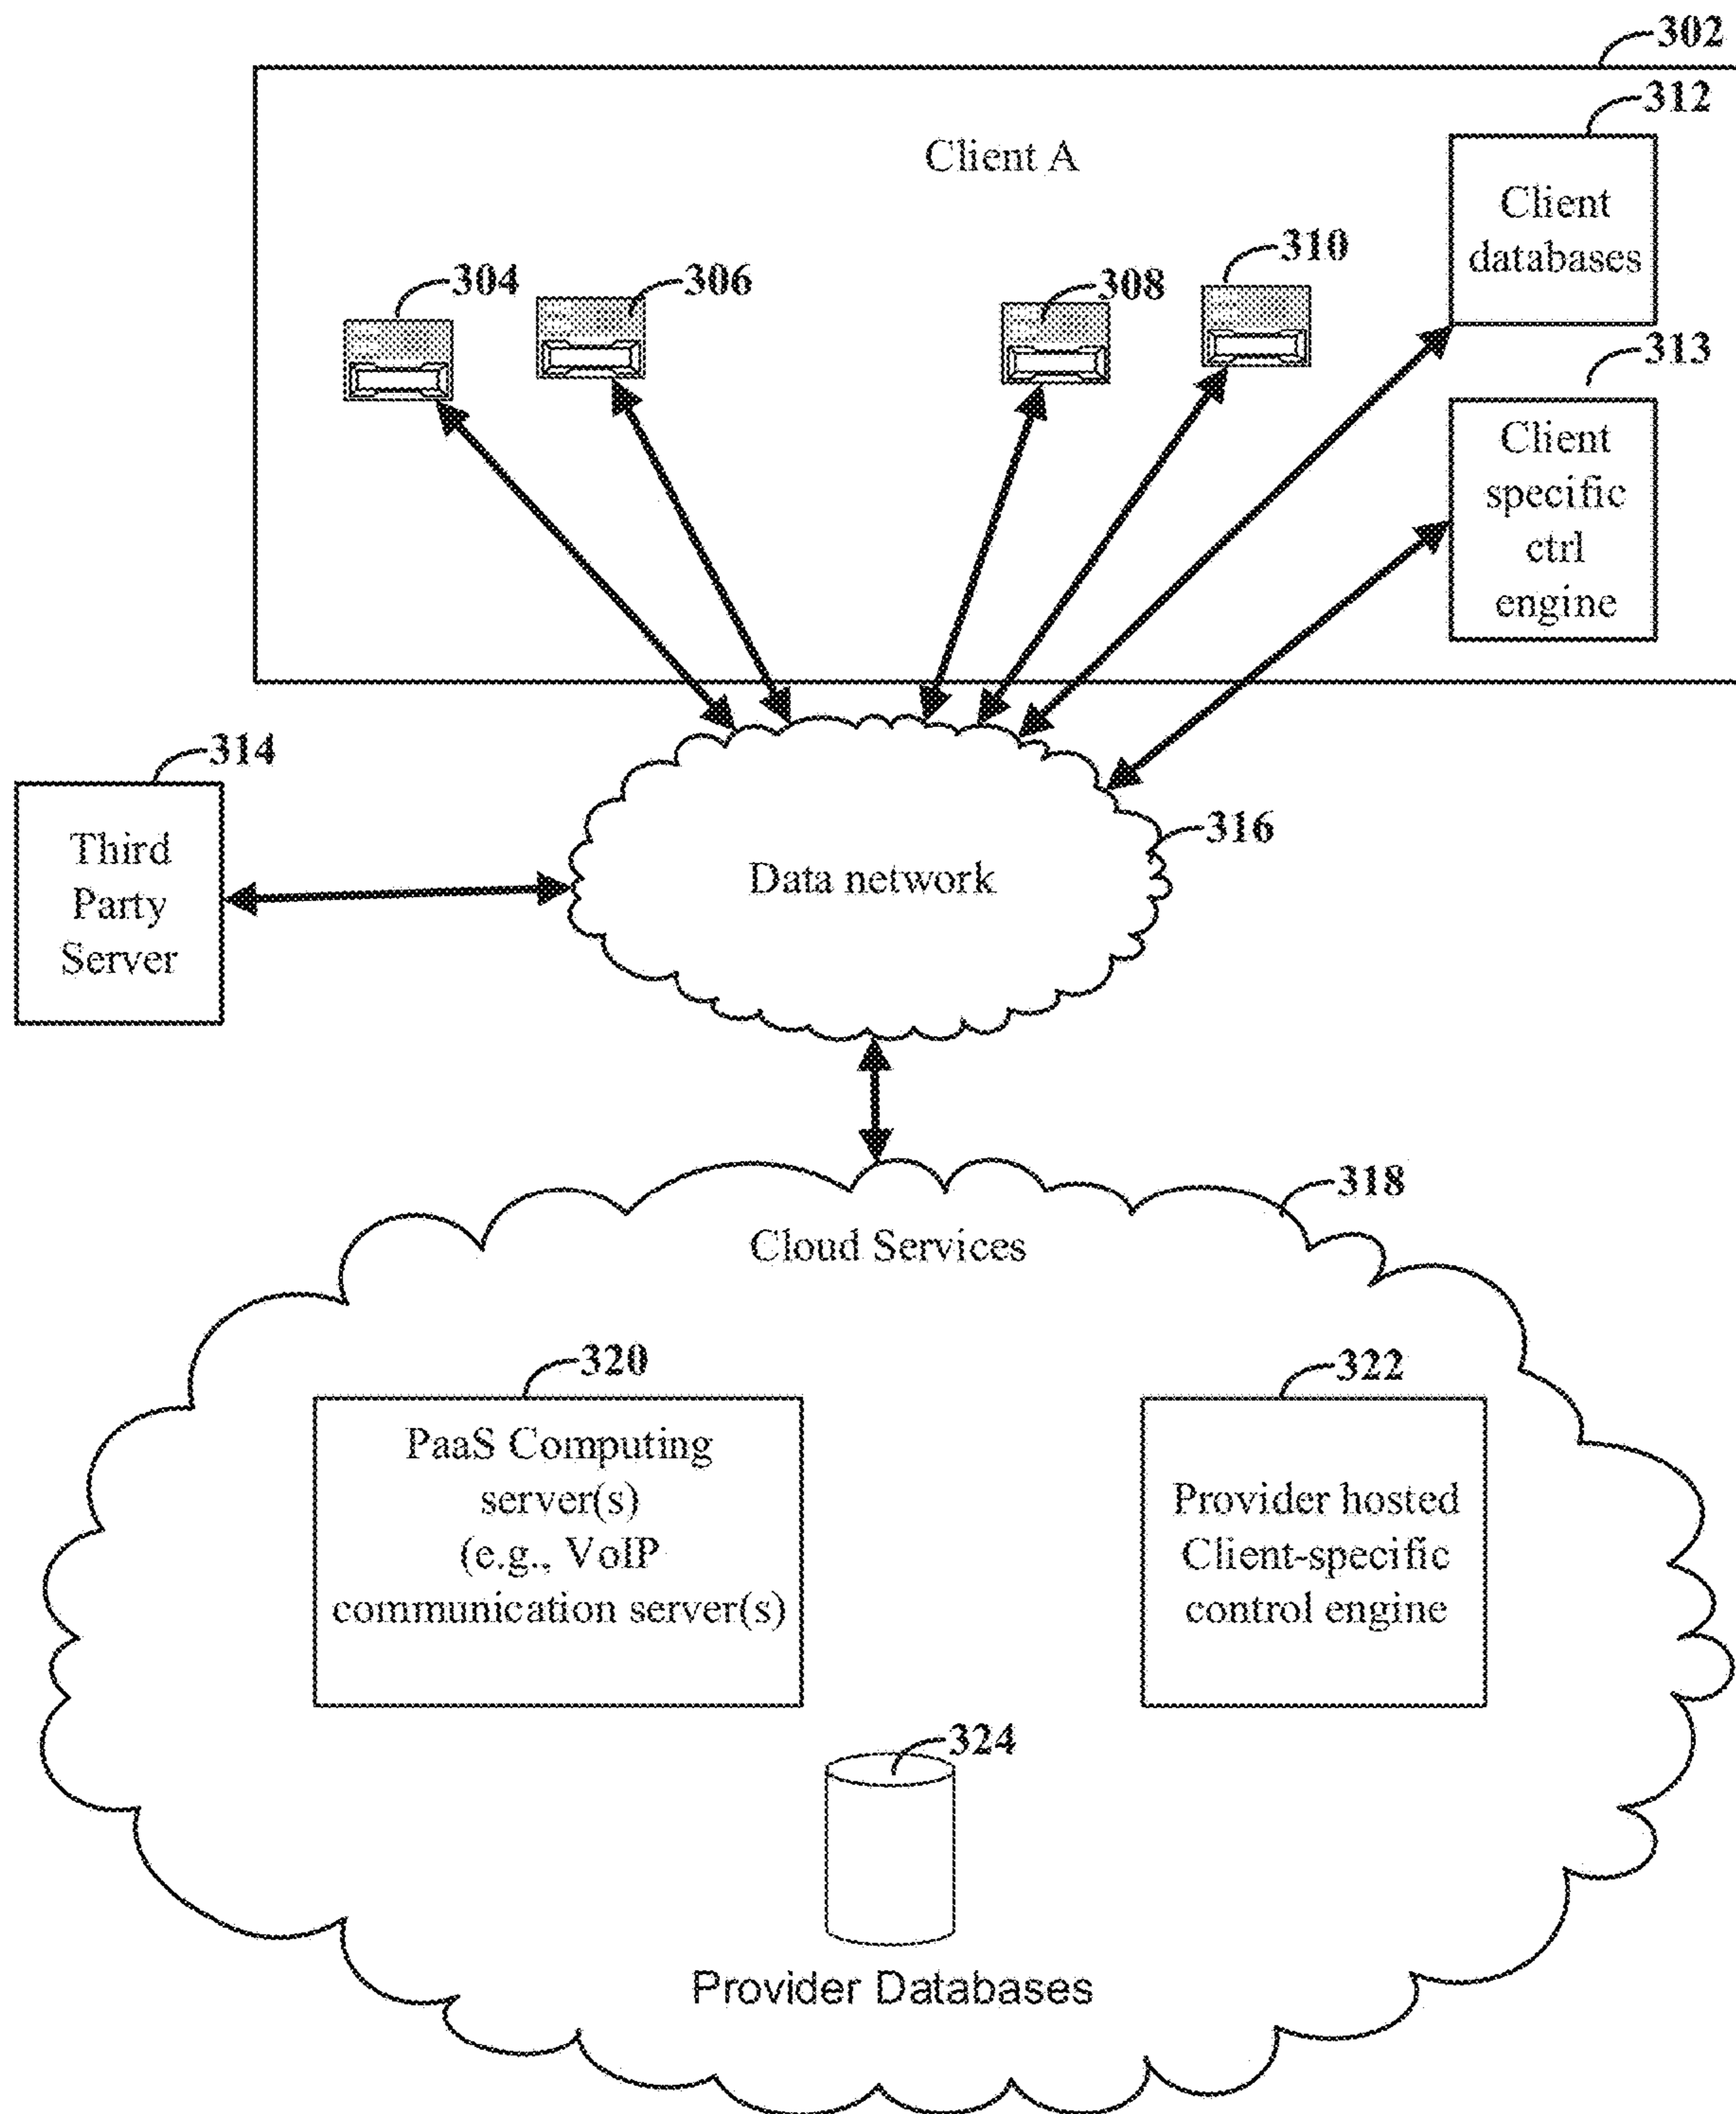 302
312
Client A
Client
databases
304
306
308
310
313
Client
specific
ctrl
engine
314
Third
Party
Server
316
Data network
318
Cloud Services
320
PaaS Computing
server(s)
(e.g., VoIP
communication server(s)
322
Provider hosted
Client-specific
control engine
324
Provider Databases